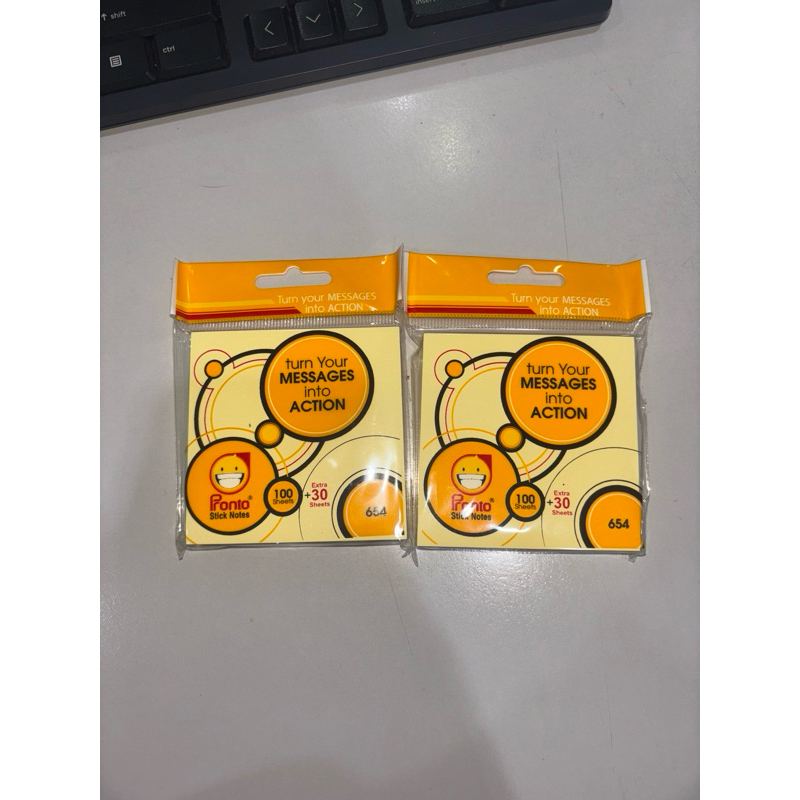 shift
ctrl
insert
Turn your MESSAGES
into ACTION
turn Your
MESSAGES
into
ACTION
Pronto®
Stick Notes
100
Sheets
Extra
+30
Sheets
654
Turn your MESSAGES
into ACTION
turn Your
MESSAGES
into
ACTION
Pronto®
Stick Notes
100
Sheets
Extra
+30
Sheets
654